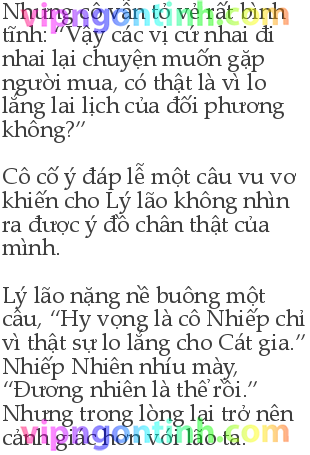 Nhưng cô vẫn tỏ vẻ rất bình
tĩnh: “Vậy các vị cứ nhai đi
nhai lại chuyện muốn gặp
người mua, có thật là vì lo
lắng lai lịch của đối phương
không?”

Cô cố ý đáp lễ một câu vu vơ
khiến cho Lý lão không nhìn
ra được ý đồ chân thật của
mình.

Lý lão nặng nề buông một
câu, “Hy vọng là cô Nhiếp chỉ
vì thật sự lo lắng cho Cát gia.”
Nhiếp Nhiên nhíu mày,
“Đương nhiên là thể rồi.”
Nhưng trong lòng lại trở nên
cảnh giác hơn với lão ta.
vipngontinh.com
vipngontinh.com